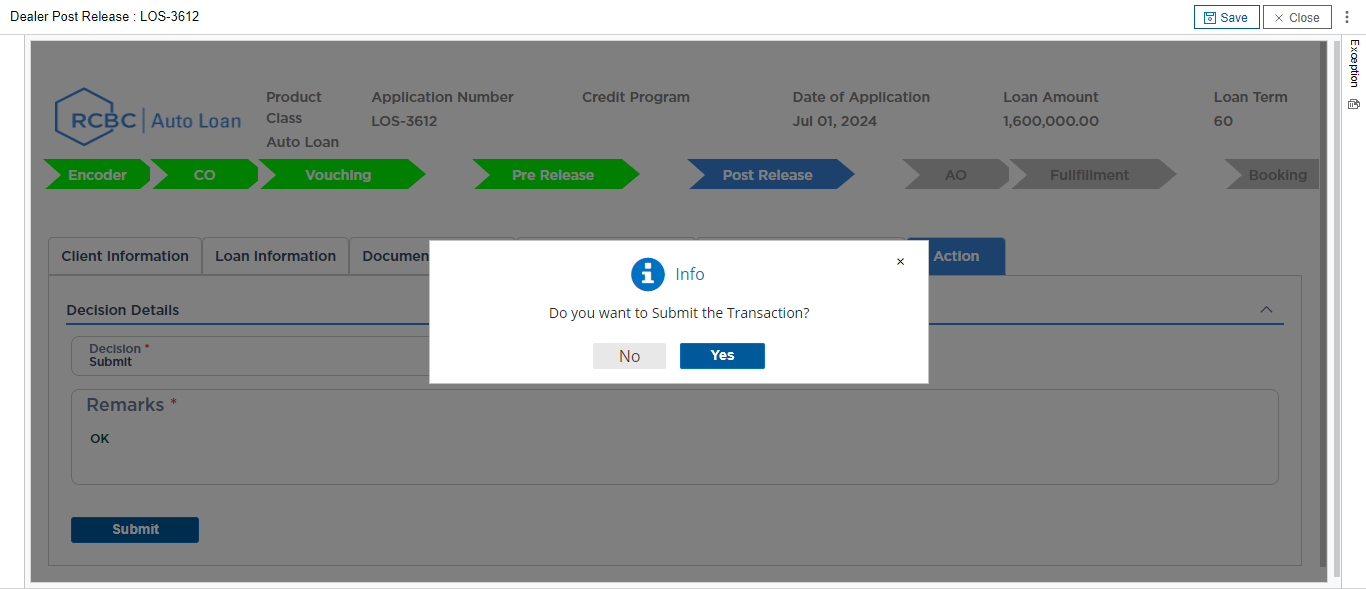 Dealer Post Release : LOS-3612
Save
Close
Exception
RCBC | Auto Loan
Product Class
Auto Loan
Application Number
LOS-3612
Credit Program
Date of Application
Jul 01, 2024
Loan Amount
1,600,000.00
Loan Term
60
Encoder
CO
Vouching
Pre Release
Post Release
AO
Fullfillment
Booking
Client Information
Loan Information
Documen
Action
Info
Do you want to Submit the Transaction?
No
Yes
Decision Details
Decision *
Submit
Remarks *
OK
Submit